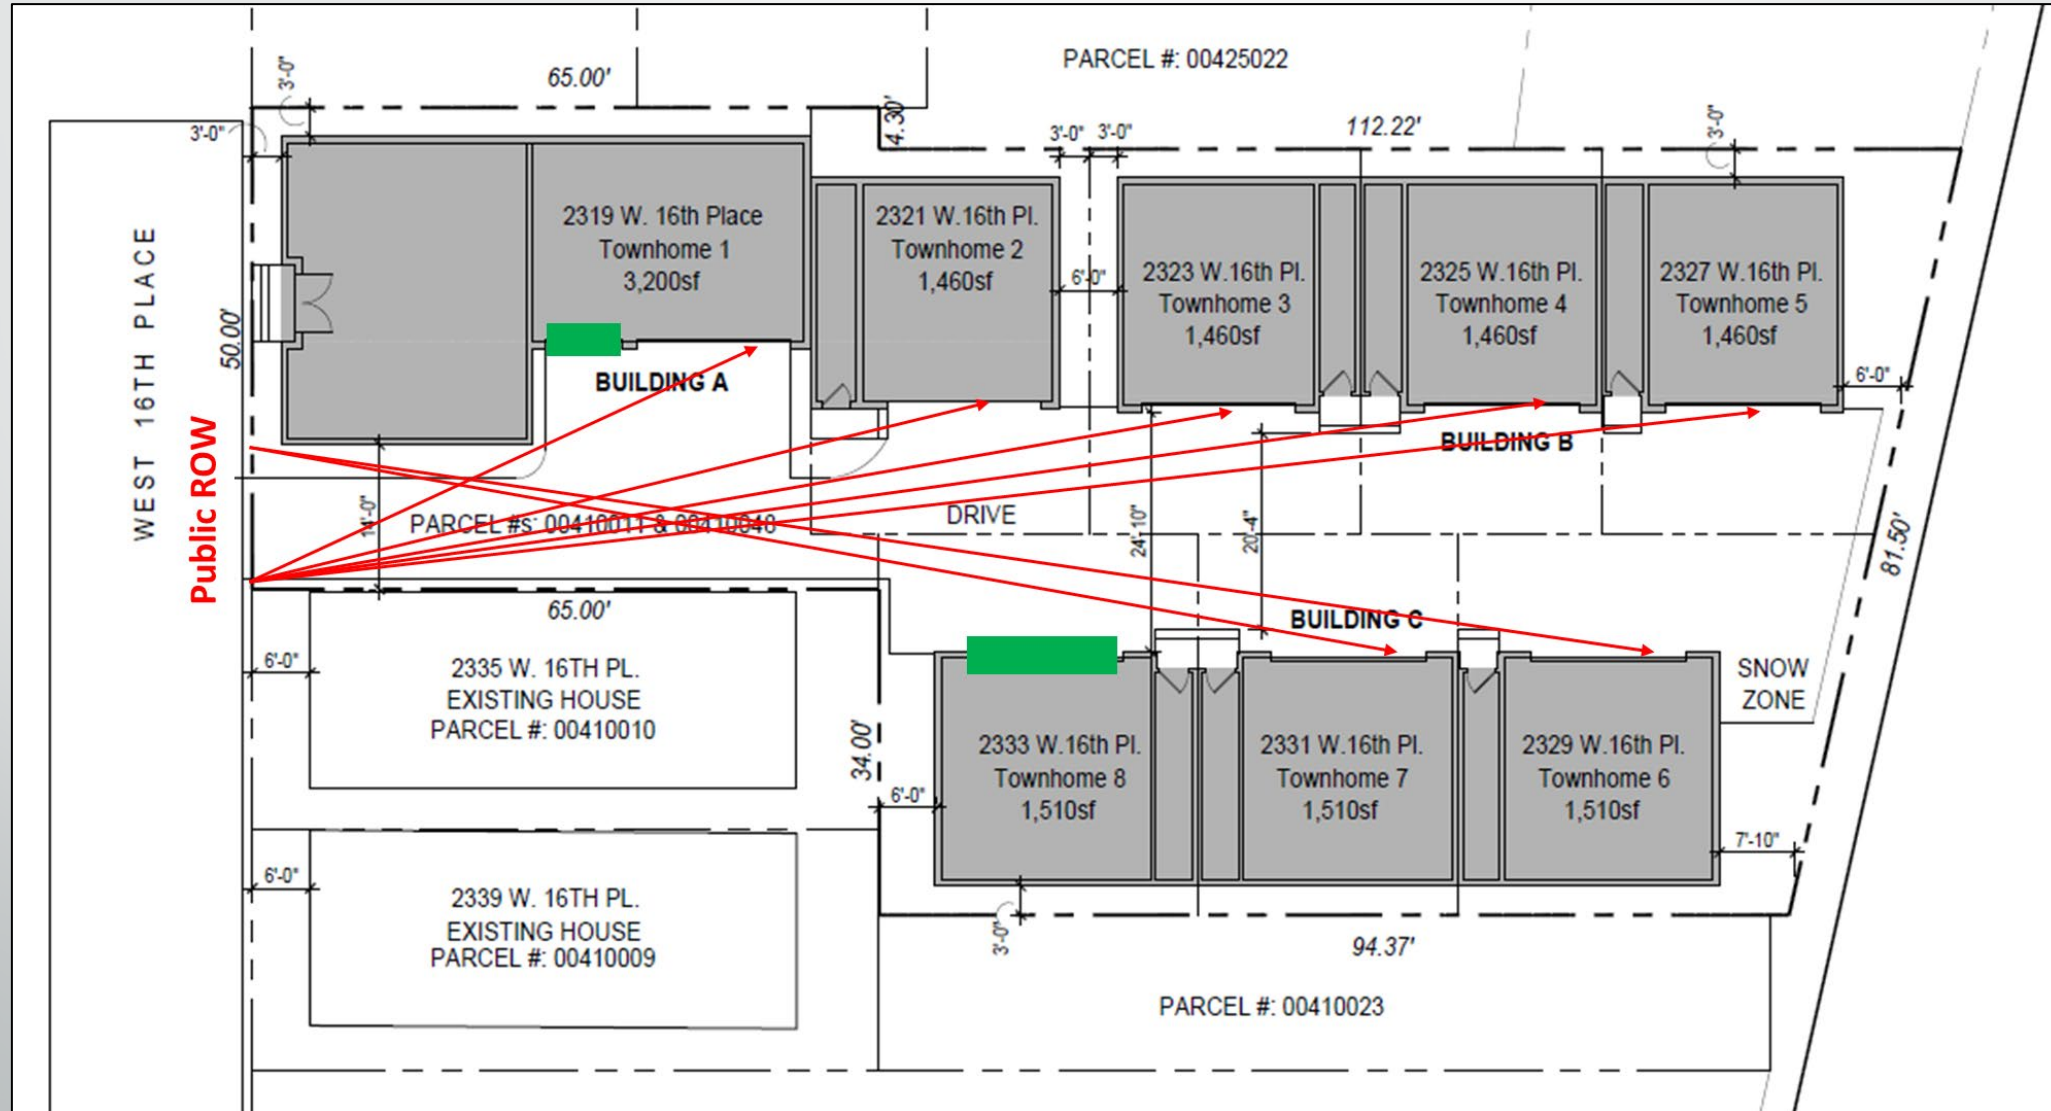 PARCEL #: 00425022
65.00'
3'-0"
3'-0"
4.30'
3'-0" 3'-0"
112.22'
3'-0"
WEST 16TH PLACE
50.00'
Public ROW
2319 W. 16th Place
Townhome 1
3,200sf
2321 W.16th Pl.
Townhome 2
1,460sf
6'-0"
2323 W.16th Pl.
Townhome 3
1,460sf
2325 W.16th Pl.
Townhome 4
1,460sf
2327 W.16th Pl.
Townhome 5
1,460sf
6'-0"
BUILDING A
BUILDING B
14'-0"
PARCEL #s: 00410011 & 00410048
DRIVE
24'-10"
20'-4"
81.50'
65.00'
BUILDING C
6'-0"
2335 W. 16TH PL.
EXISTING HOUSE
PARCEL #: 00410010
34.00'
6'-0"
2333 W.16th Pl.
Townhome 8
1,510sf
2331 W.16th Pl.
Townhome 7
1,510sf
2329 W.16th Pl.
Townhome 6
1,510sf
SNOW
ZONE
7'-10"
6'-0"
2339 W. 16TH PL.
EXISTING HOUSE
PARCEL #: 00410009
3'-0"
94.37'
PARCEL #: 00410023